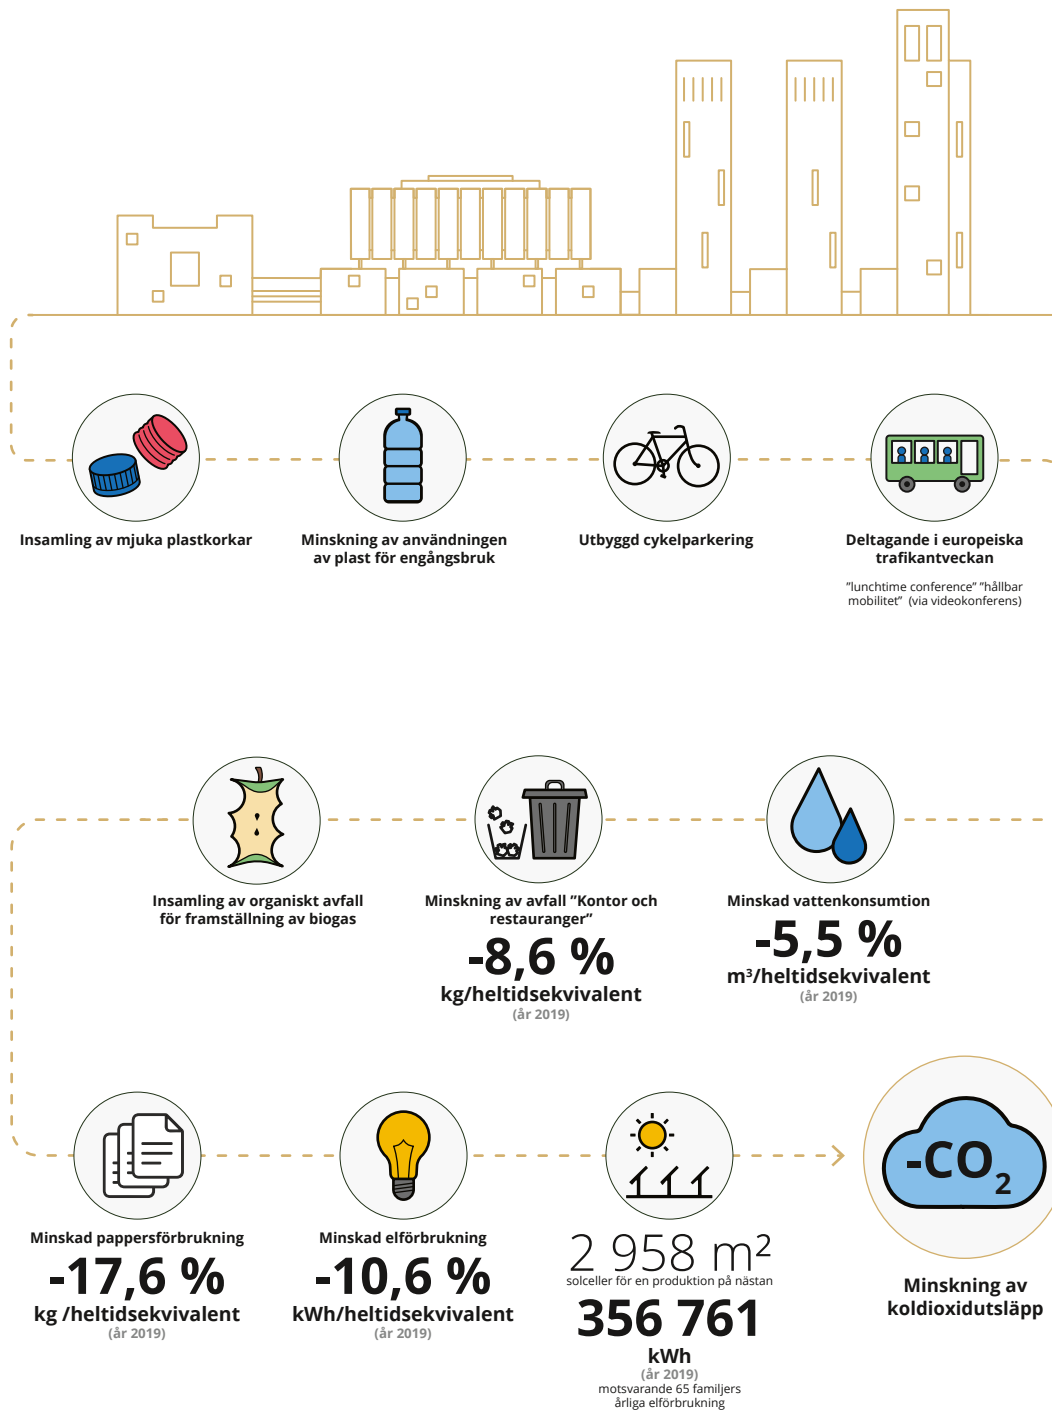 Insamling av mjuka plastkorkar
Minskning av användningen
av plast för engångsbruk
Utbyggd cykelparkering
Deltagande i europeiska
trafikantveckan
”lunchtime conference” ”hållbar
mobilitet” (via videokonferens)
Insamling av organiskt avfall
för framställning av biogas
Minskning av avfall ”Kontor och
restauranger”
-8,6 %
kg/heltidsekvivalent
(år 2019)
Minskad vattenkonsumtion
-5,5 %
m³/heltidsekvivalent
(år 2019)
Minskad pappersförbrukning
-17,6 %
kg /heltidsekvivalent
(år 2019)
Minskad elförbrukning
-10,6 %
kWh/heltidsekvivalent
(år 2019)
2 958 m²
solceller för en produktion på nästan
356 761
kWh
(år 2019)
motsvarande 65 familjers
årliga elförbrukning
-CO₂
Minskning av
koldioxidutsläpp